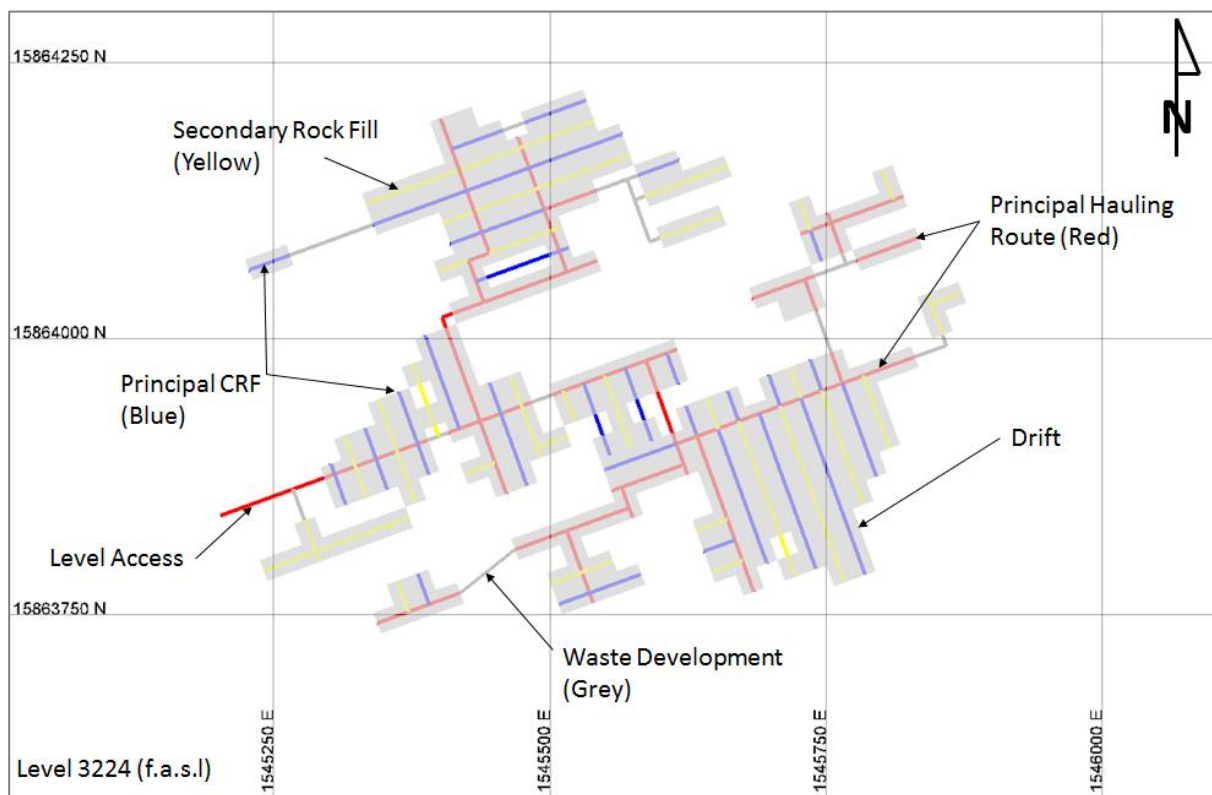 15864250 N
N
Secondary Rock Fill
(Yellow)
Principal Hauling
Route (Red)
15864000 N
Principal CRF
(Blue)
Drift
Level Access
15863750 N
Waste Development
(Grey)
1545250 E
1545500 E
1545750 E
1546000 E
Level 3224 (f.a.s.l)